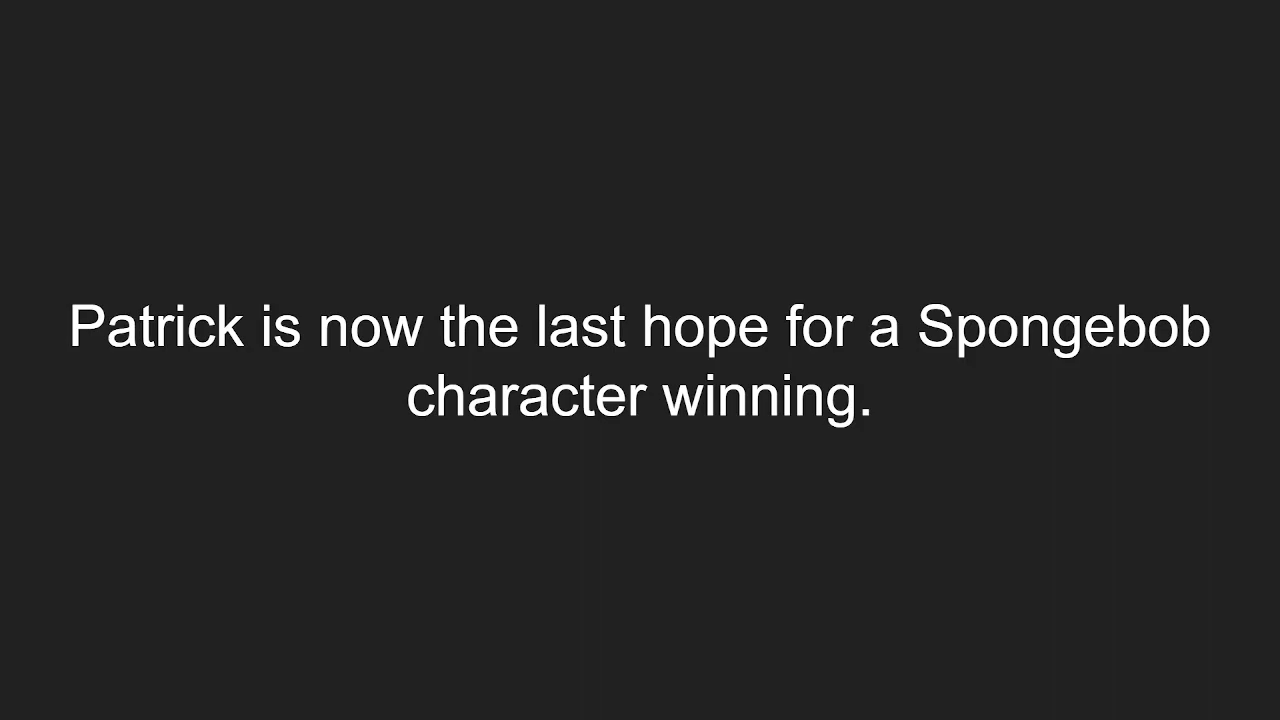 Patrick is now the last hope for a Spongebob
character winning.